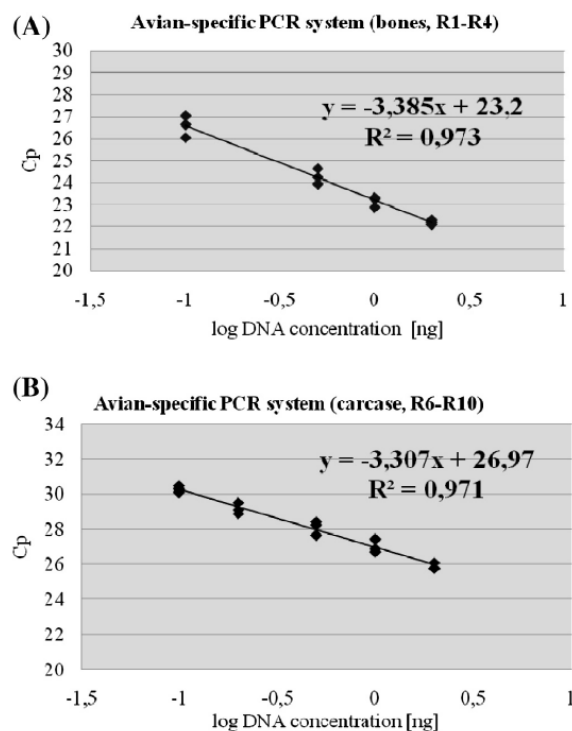 (A)
Avian-specific PCR system (bones, R1-R4)
30
29
28
27
26
25
24
23
22
21
20
Cp
y = -3,385x + 23,2
R² = 0,973
-1,5 -1 -0,5 0 0,5 1
log DNA concentration [ng]
(B)
Avian-specific PCR system (carcase, R6-R10)
34
32
30
28
26
24
22
20
Cp
y = -3,307x + 26,97
R² = 0,971
-1,5 -1 -0,5 0 0,5 1
log DNA concentration [ng]